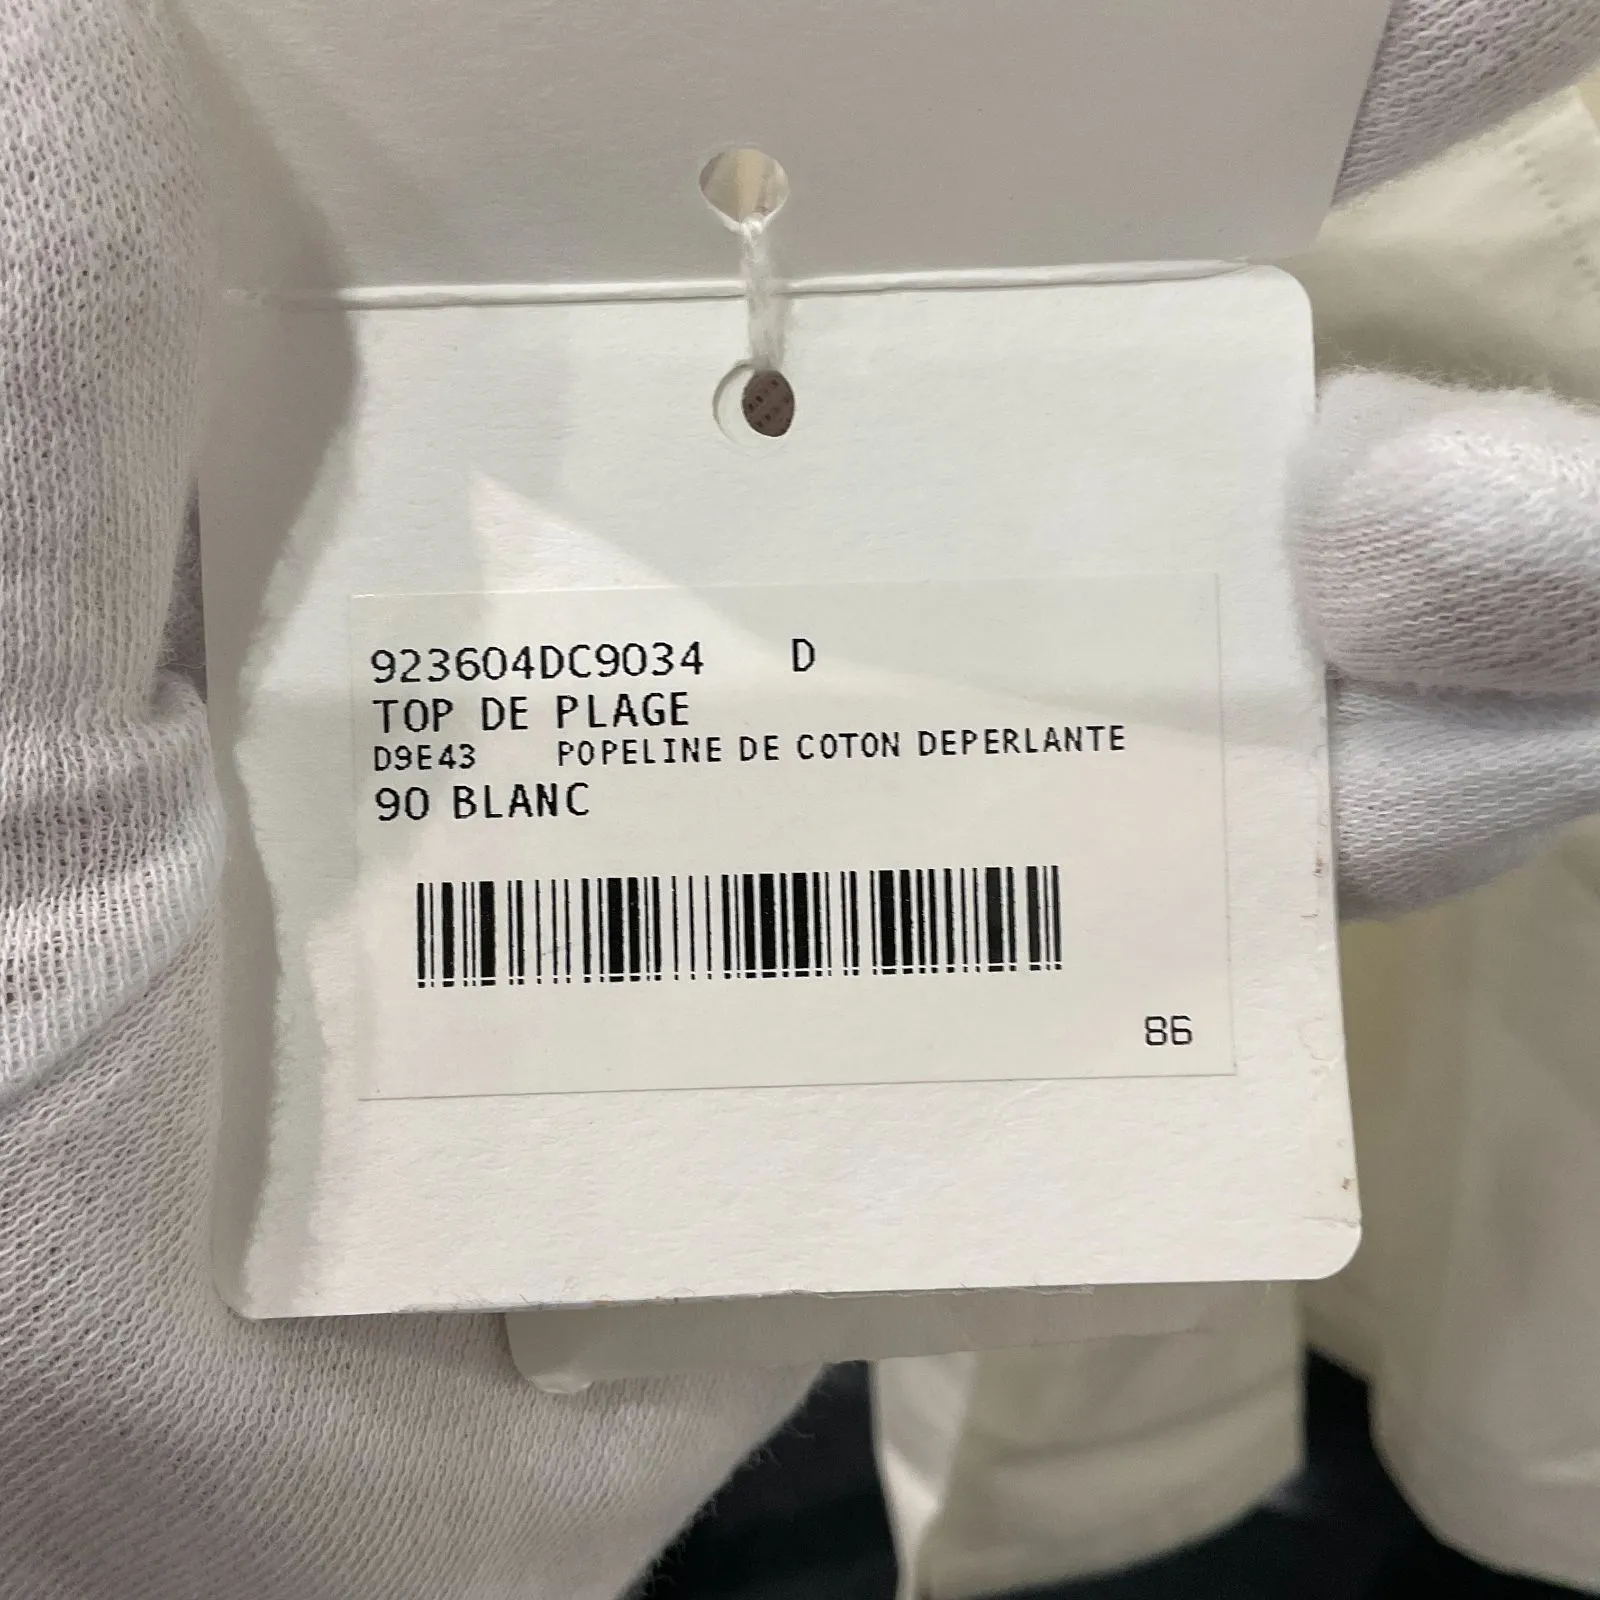 923604DC9034 D
TOP DE PLAGE
D9E43 POPELINE DE COTON DEPERLANTE
90 BLANC
86